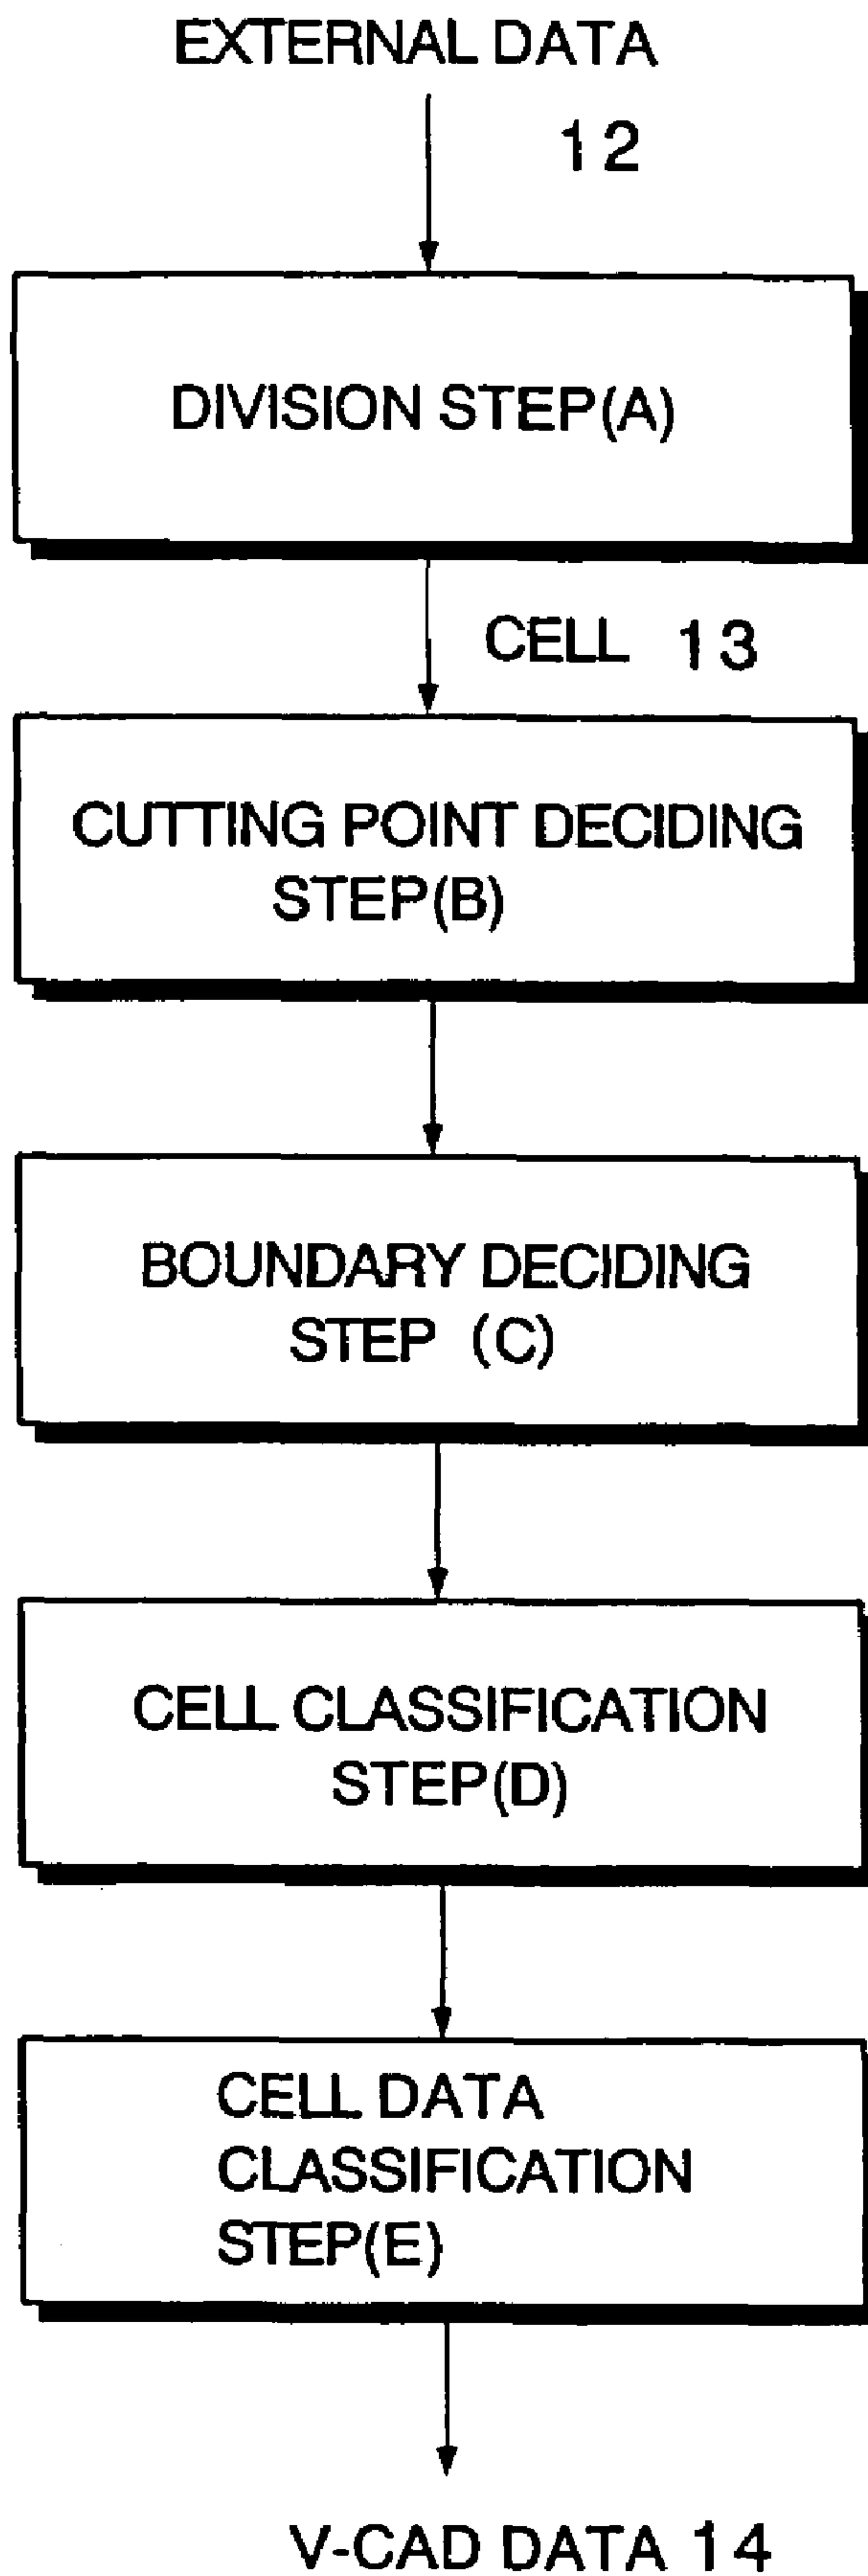 EXTERNAL DATA
12
DIVISION STEP(A)
CELL 13
CUTTING POINT DECIDING
STEP(B)
BOUNDARY DECIDING
STEP (C)
CELL CLASSIFICATION
STEP(D)
CELL DATA
CLASSIFICATION
STEP(E)
V-CAD DATA 14